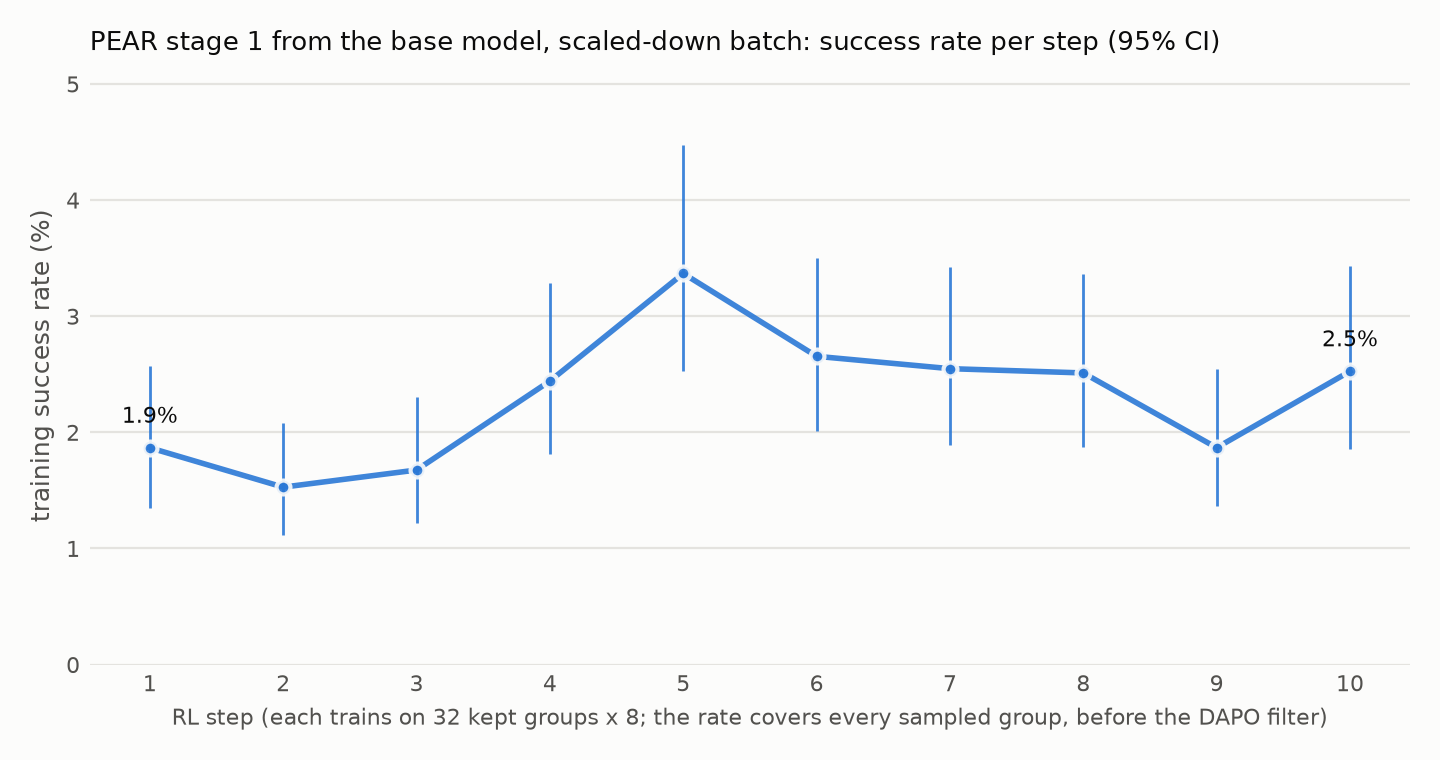 PEAR stage 1 from the base model, scaled-down batch: success rate per step (95% CI)
training success rate (%)
5
4
3
2
1
0
1.9%
2.5%
1 2 3 4 5 6 7 8 9 10
RL step (each trains on 32 kept groups x 8; the rate covers every sampled group, before the DAPO filter)